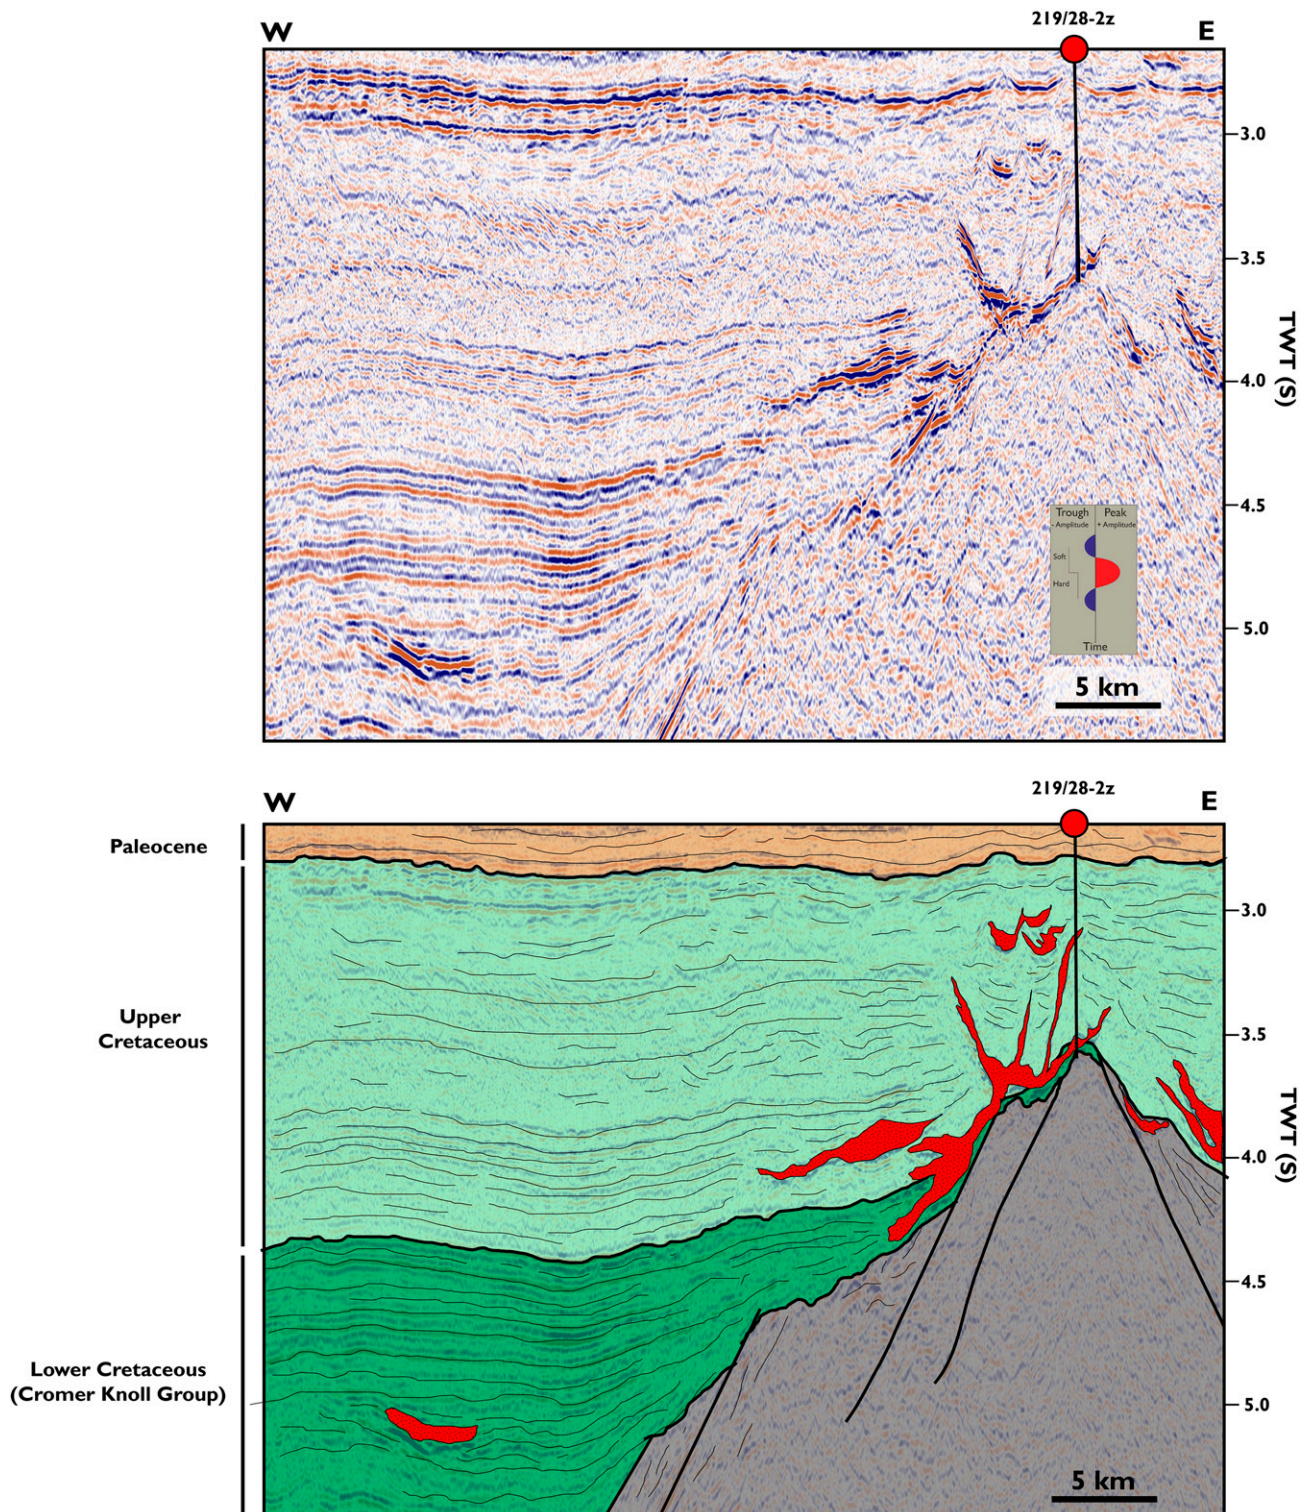 219/28-2z
W
E
3.0
3.5
4.0
4.5
5.0
TWT (S)
Trough
Peak
- Amplitude
+ Amplitude
Soft
Hard
Time
5 km
219/28-2z
W
E
Paleocene
Upper
Cretaceous
Lower Cretaceous
(Cromer Knoll Group)
3.0
3.5
4.0
4.5
5.0
TWT (S)
5 km